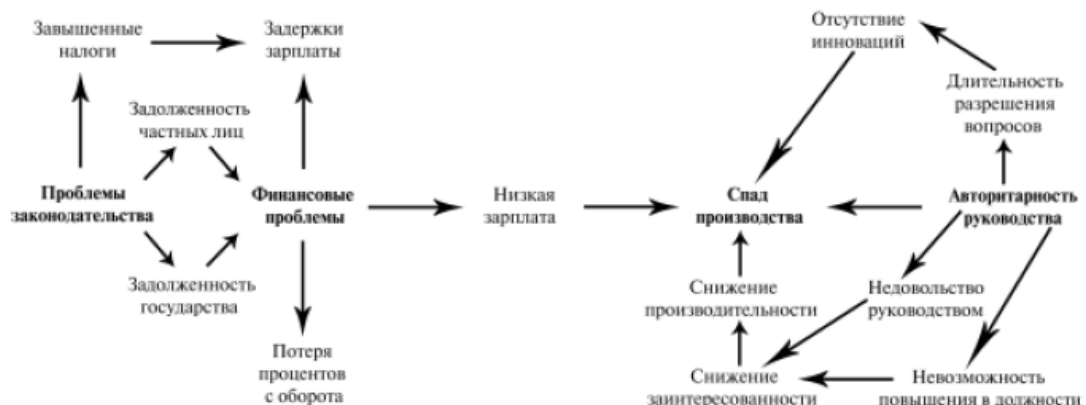 Завышенные
налоги
Задержки
зарплаты
Отсутствие
инноваций
Длительность
разрешения
вопросов
Задолженность
частных лиц
Проблемы
законодательства
Финансовые
проблемы
Низкая
зарплата
Спад
производства
Авторитарность
руководства
Задолженность
государства
Снижение
производительности
Недовольство
руководством
Потеря
процентов
с оборота
Снижение
заинтересованности
Невозможность
повышения в должности